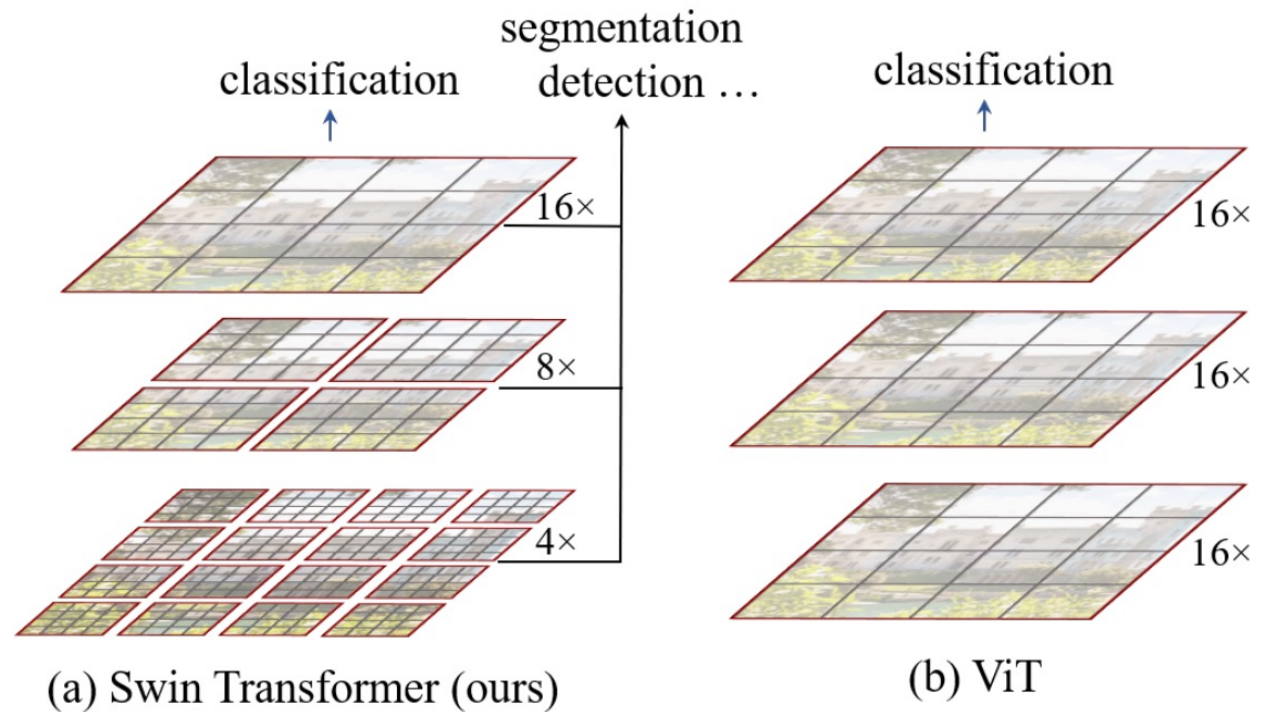 segmentation
detection …
classification
16×
8×
4×
(a) Swin Transformer (ours)
classification
16×
16×
16×
(b) ViT